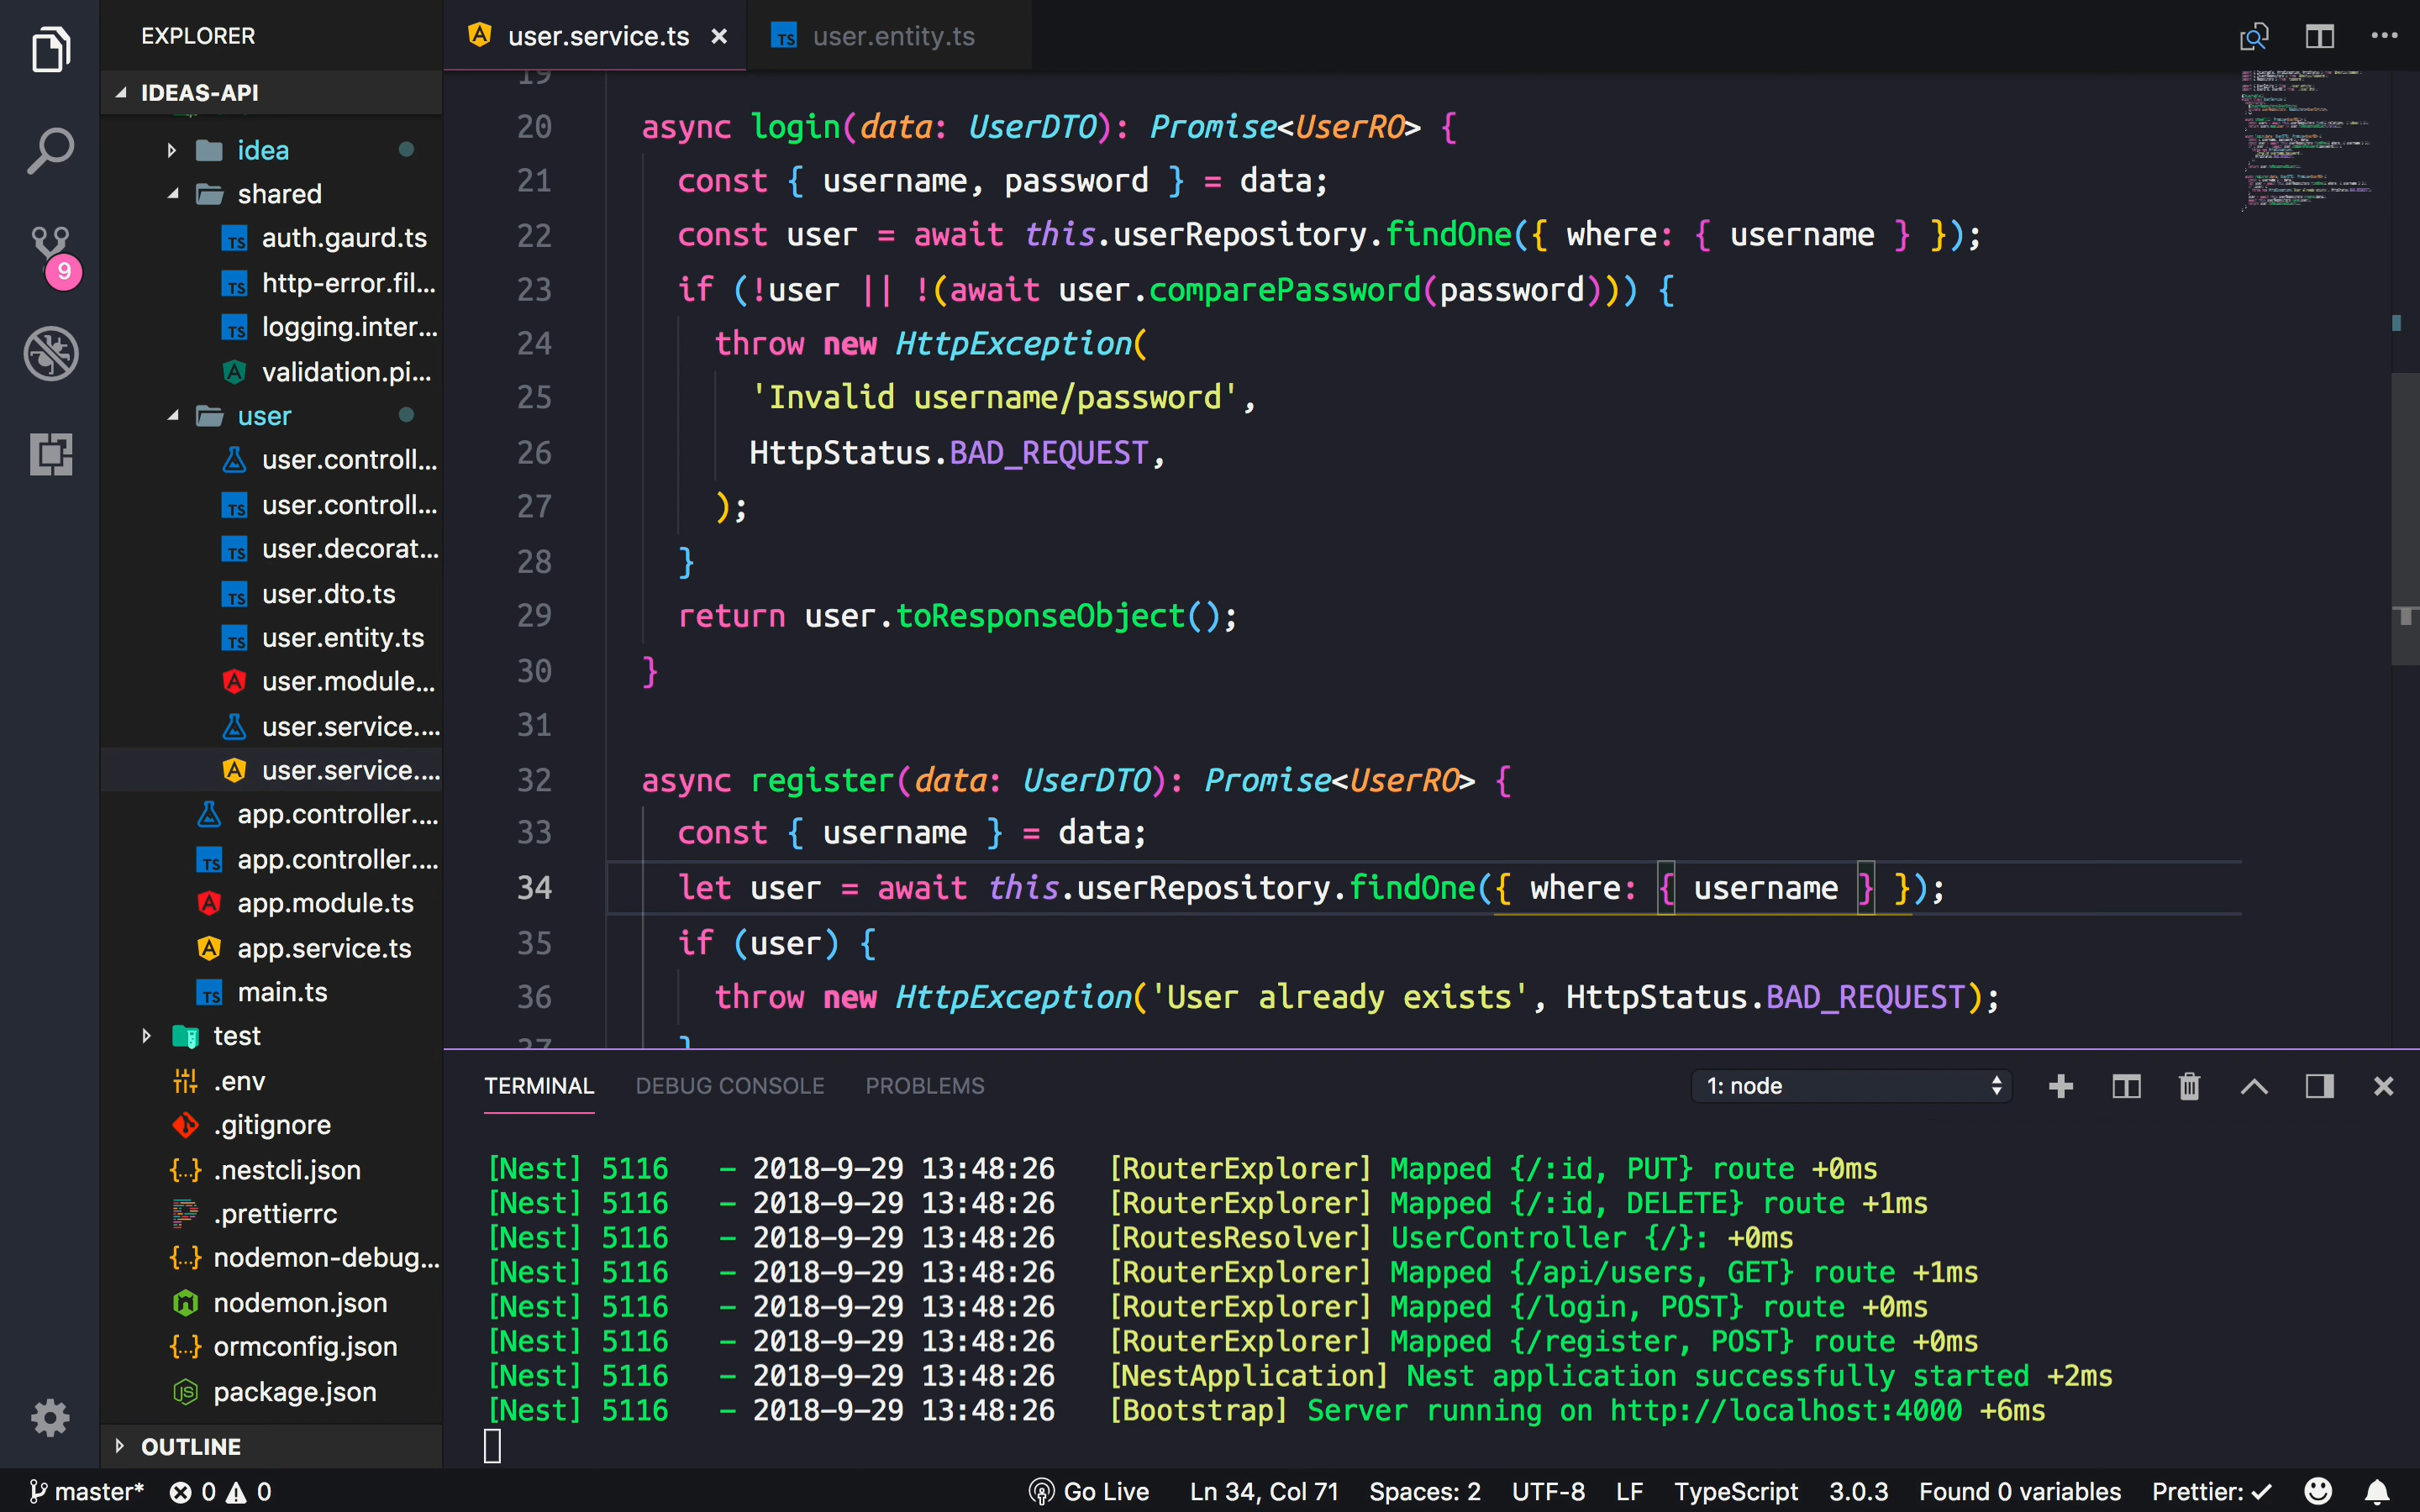 EXPLORER
IDEAS-API
idea
shared
auth.gaurd.ts
http-error.fil...
logging.inter...
validation.pi...
user
user.controll...
user.controll...
user.decorat...
user.dto.ts
user.entity.ts
user.module...
user.service....
user.service....
app.controller....
app.controller....
app.module.ts
app.service.ts
main.ts
test
.env
.gitignore
.nestcli.json
.prettierrc
nodemon-debug...
nodemon.json
ormconfig.json
package.json
OUTLINE
9
user.service.ts × TS user.entity.ts
19
20 async login(data: UserDTO): Promise<UserRO> {
21 const { username, password } = data;
22 const user = await this.userRepository.findOne({ where: { username } });
23 if (!user || !(await user.comparePassword(password))) {
24 throw new HttpException(
25 'Invalid username/password',
26 HttpStatus.BAD_REQUEST,
27 );
28 }
29 return user.toResponseObject();
30 }
31
32 async register(data: UserDTO): Promise<UserRO> {
33 const { username } = data;
34 let user = await this.userRepository.findOne({ where: { username } });
35 if (user) {
36 throw new HttpException('User already exists', HttpStatus.BAD_REQUEST);
37 }
TERMINAL DEBUG CONSOLE PROBLEMS 1: node
[Nest] 5116 - 2018-9-29 13:48:26 [RouterExplorer] Mapped {/:id, PUT} route +0ms
[Nest] 5116 - 2018-9-29 13:48:26 [RouterExplorer] Mapped {/:id, DELETE} route +1ms
[Nest] 5116 - 2018-9-29 13:48:26 [RoutesResolver] UserController {/}: +0ms
[Nest] 5116 - 2018-9-29 13:48:26 [RouterExplorer] Mapped {/api/users, GET} route +1ms
[Nest] 5116 - 2018-9-29 13:48:26 [RouterExplorer] Mapped {/login, POST} route +0ms
[Nest] 5116 - 2018-9-29 13:48:26 [RouterExplorer] Mapped {/register, POST} route +0ms
[Nest] 5116 - 2018-9-29 13:48:26 [NestApplication] Nest application successfully started +2ms
[Nest] 5116 - 2018-9-29 13:48:26 [Bootstrap] Server running on http://localhost:4000 +6ms
master* 0 0 Go Live Ln 34, Col 71 Spaces: 2 UTF-8 LF TypeScript 3.0.3 Found 0 variables Prettier: ✓